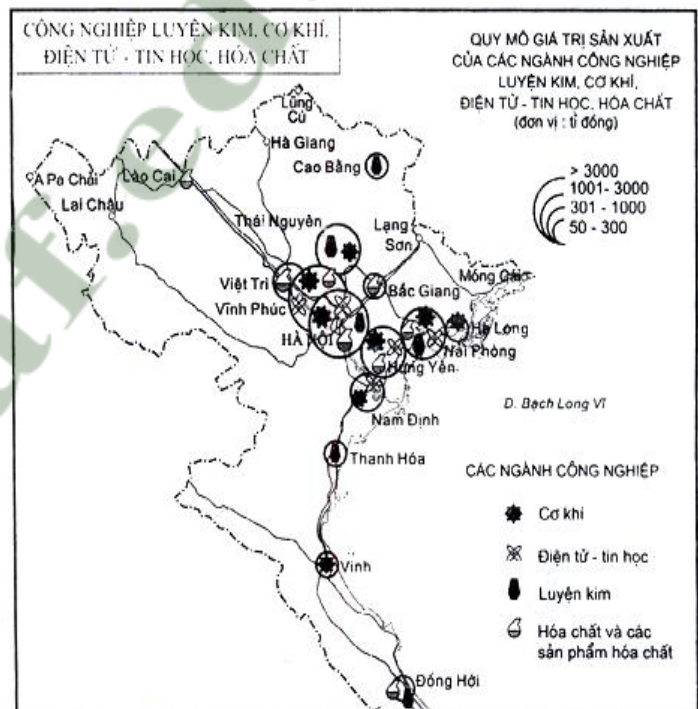 CÔNG NGHIỆP LUYỆN KIM, CƠ KHÍ,
ĐIỆN TỬ - TIN HỌC, HÓA CHẤT
QUY MÔ GIÁ TRỊ SẢN XUẤT
CỦA CÁC NGÀNH CÔNG NGHIỆP
LUYỆN KIM, CƠ KHÍ,
ĐIỆN TỬ - TIN HỌC, HÓA CHẤT
(đơn vị : tỉ đồng)
> 3000
1001- 3000
301 - 1000
50 - 300
Lũng
Cú
Hà Giang
Cao Bằng
A Pa Chải
Lào Cai
Lai Châu
Thái Nguyên
Lạng
Sơn
Việt Trì
Bắc Giang
Móng Cái
Vĩnh Phúc
HÀ NỘI
Hạ Long
Hải Phòng
Hưng Yên
Nam Định
D. Bạch Long Vĩ
Thanh Hóa
CÁC NGÀNH CÔNG NGHIỆP
Cơ khí
Điện tử - tin học
Vinh
Luyện kim
Hóa chất và các
sản phẩm hóa chất
Đồng Hới